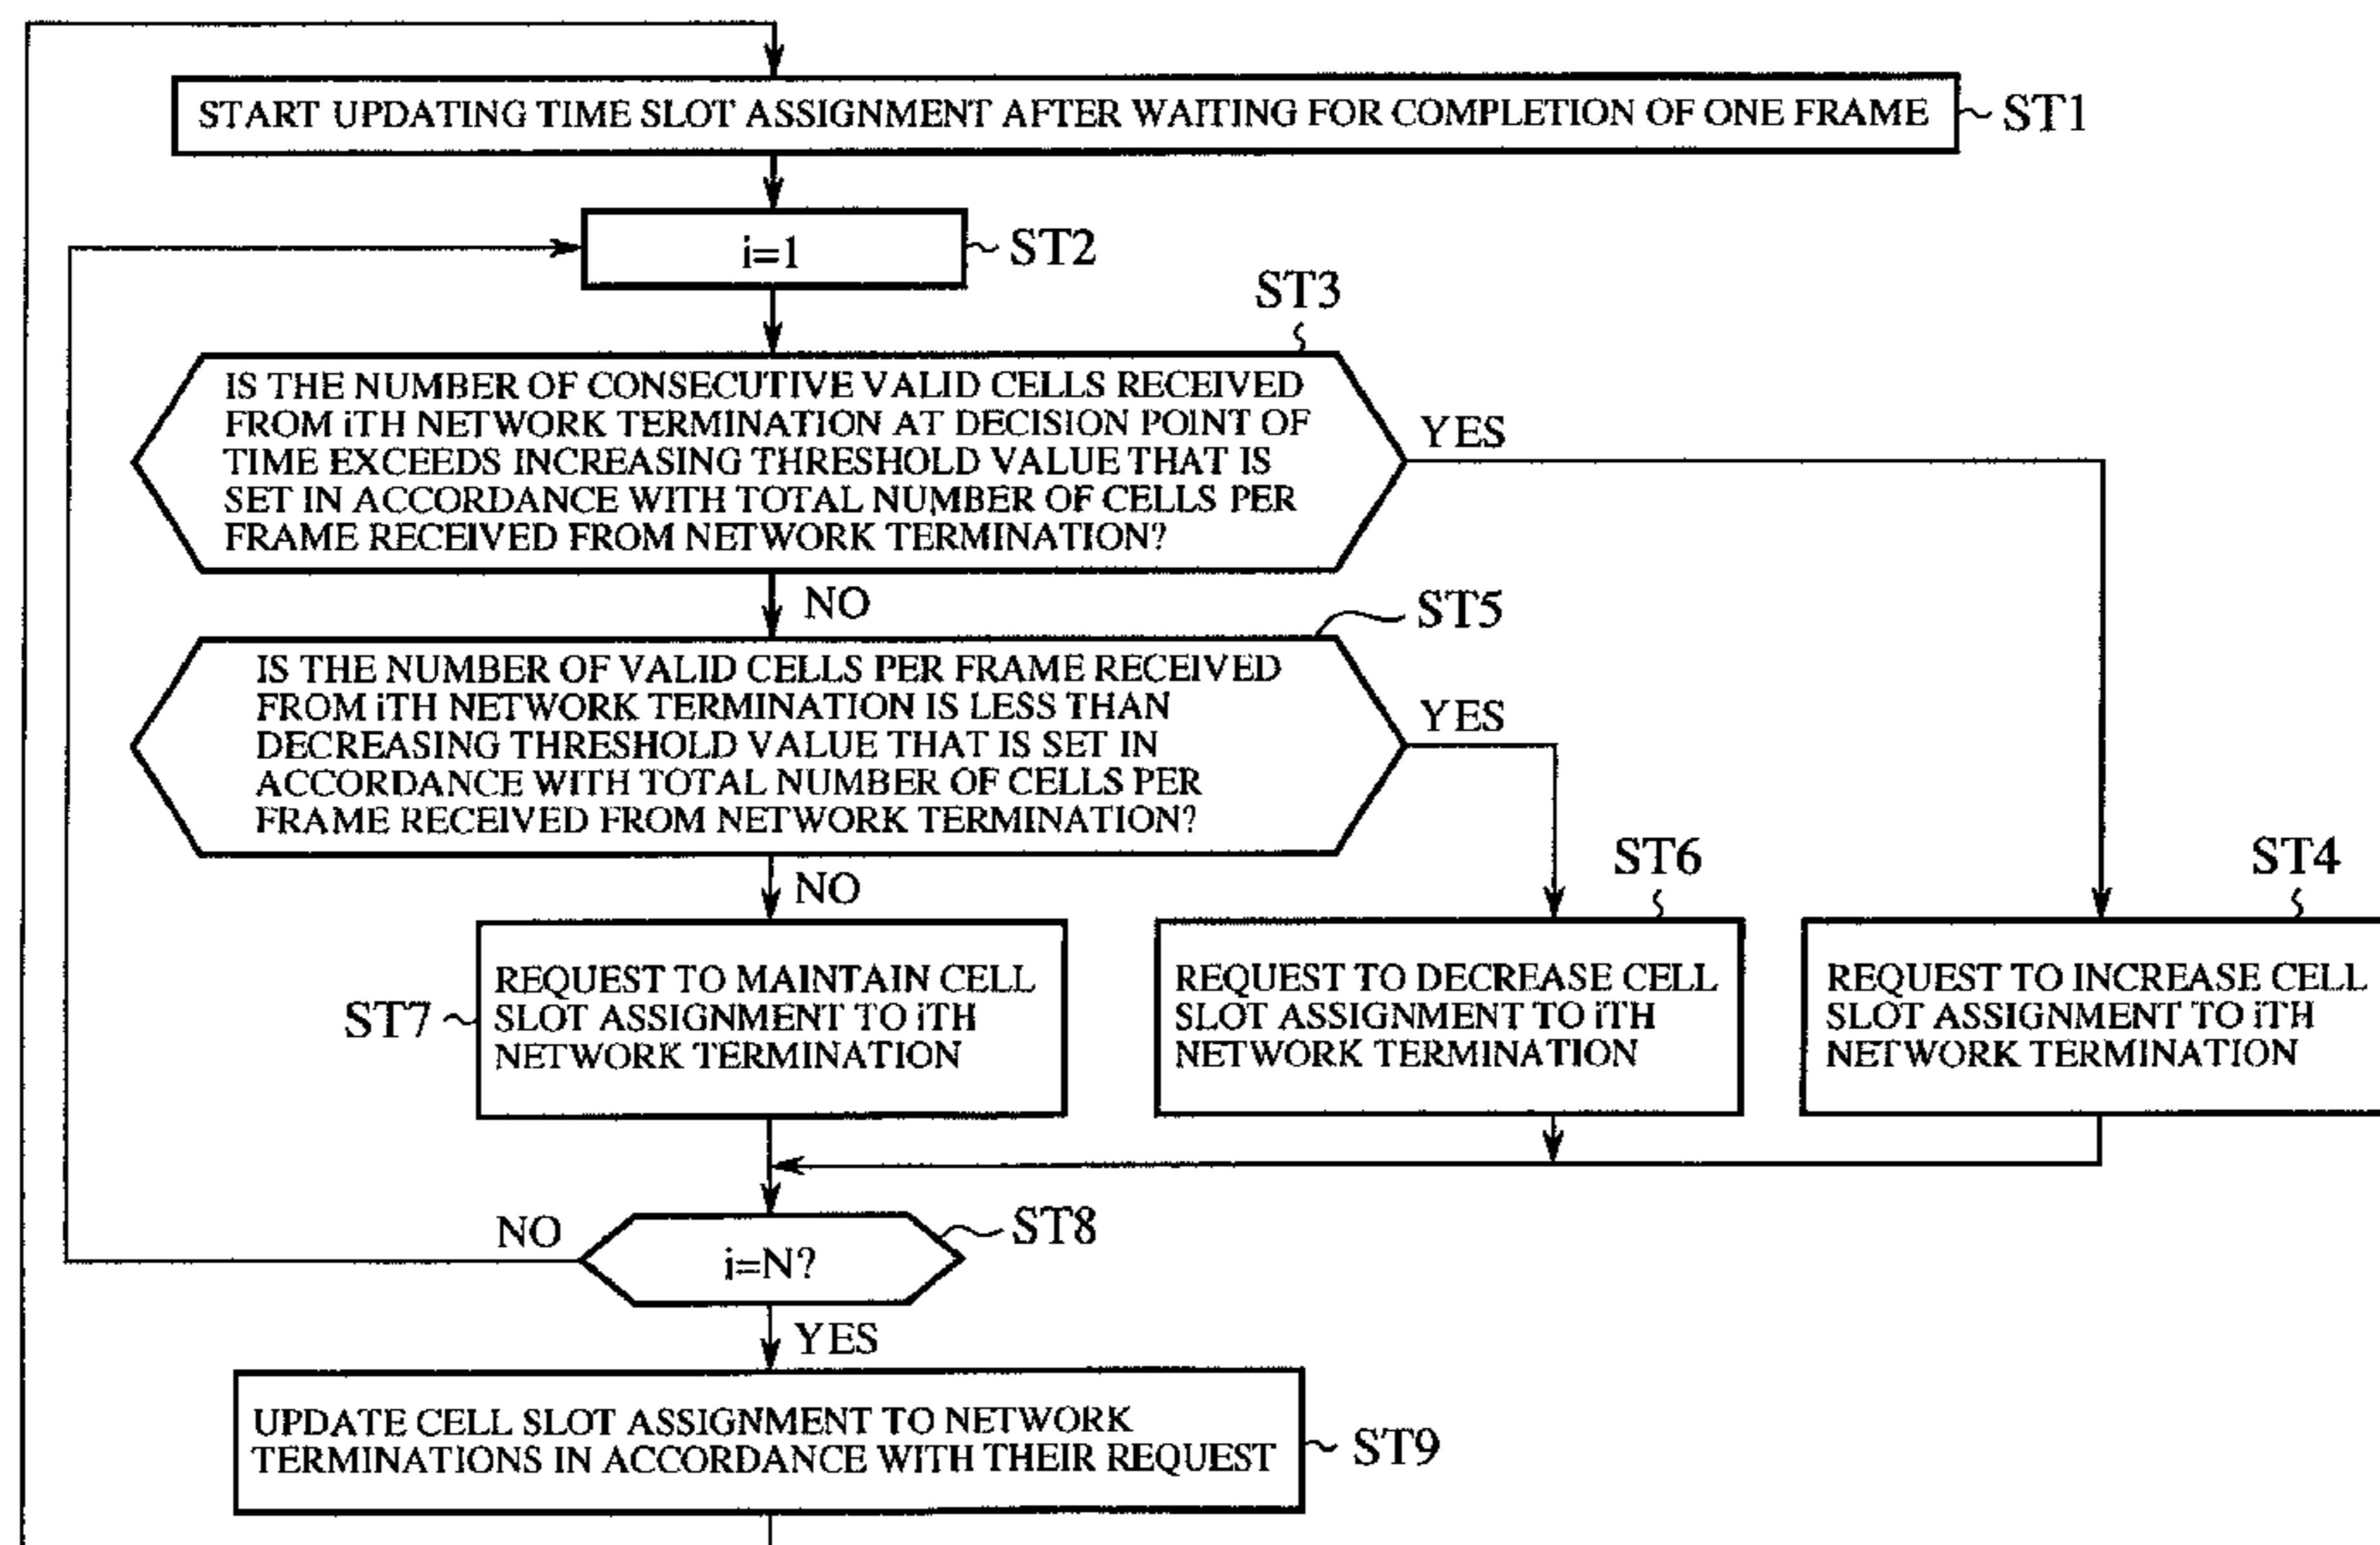 START UPDATING TIME SLOT ASSIGNMENT AFTER WAITING FOR COMPLETION OF ONE FRAME
ST1
i=1
ST2
ST3
IS THE NUMBER OF CONSECUTIVE VALID CELLS RECEIVED
FROM iTH NETWORK TERMINATION AT DECISION POINT OF
TIME EXCEEDS INCREASING THRESHOLD VALUE THAT IS
SET IN ACCORDANCE WITH TOTAL NUMBER OF CELLS PER
FRAME RECEIVED FROM NETWORK TERMINATION?
YES
NO
ST5
IS THE NUMBER OF VALID CELLS PER FRAME RECEIVED
FROM iTH NETWORK TERMINATION IS LESS THAN
DECREASING THRESHOLD VALUE THAT IS SET IN
ACCORDANCE WITH TOTAL NUMBER OF CELLS PER
FRAME RECEIVED FROM NETWORK TERMINATION?
YES
NO
ST7
REQUEST TO MAINTAIN CELL
SLOT ASSIGNMENT TO iTH
NETWORK TERMINATION
ST6
REQUEST TO DECREASE CELL
SLOT ASSIGNMENT TO iTH
NETWORK TERMINATION
ST4
REQUEST TO INCREASE CELL
SLOT ASSIGNMENT TO iTH
NETWORK TERMINATION
NO
i=N?
ST8
YES
UPDATE CELL SLOT ASSIGNMENT TO NETWORK
TERMINATIONS IN ACCORDANCE WITH THEIR REQUEST
ST9